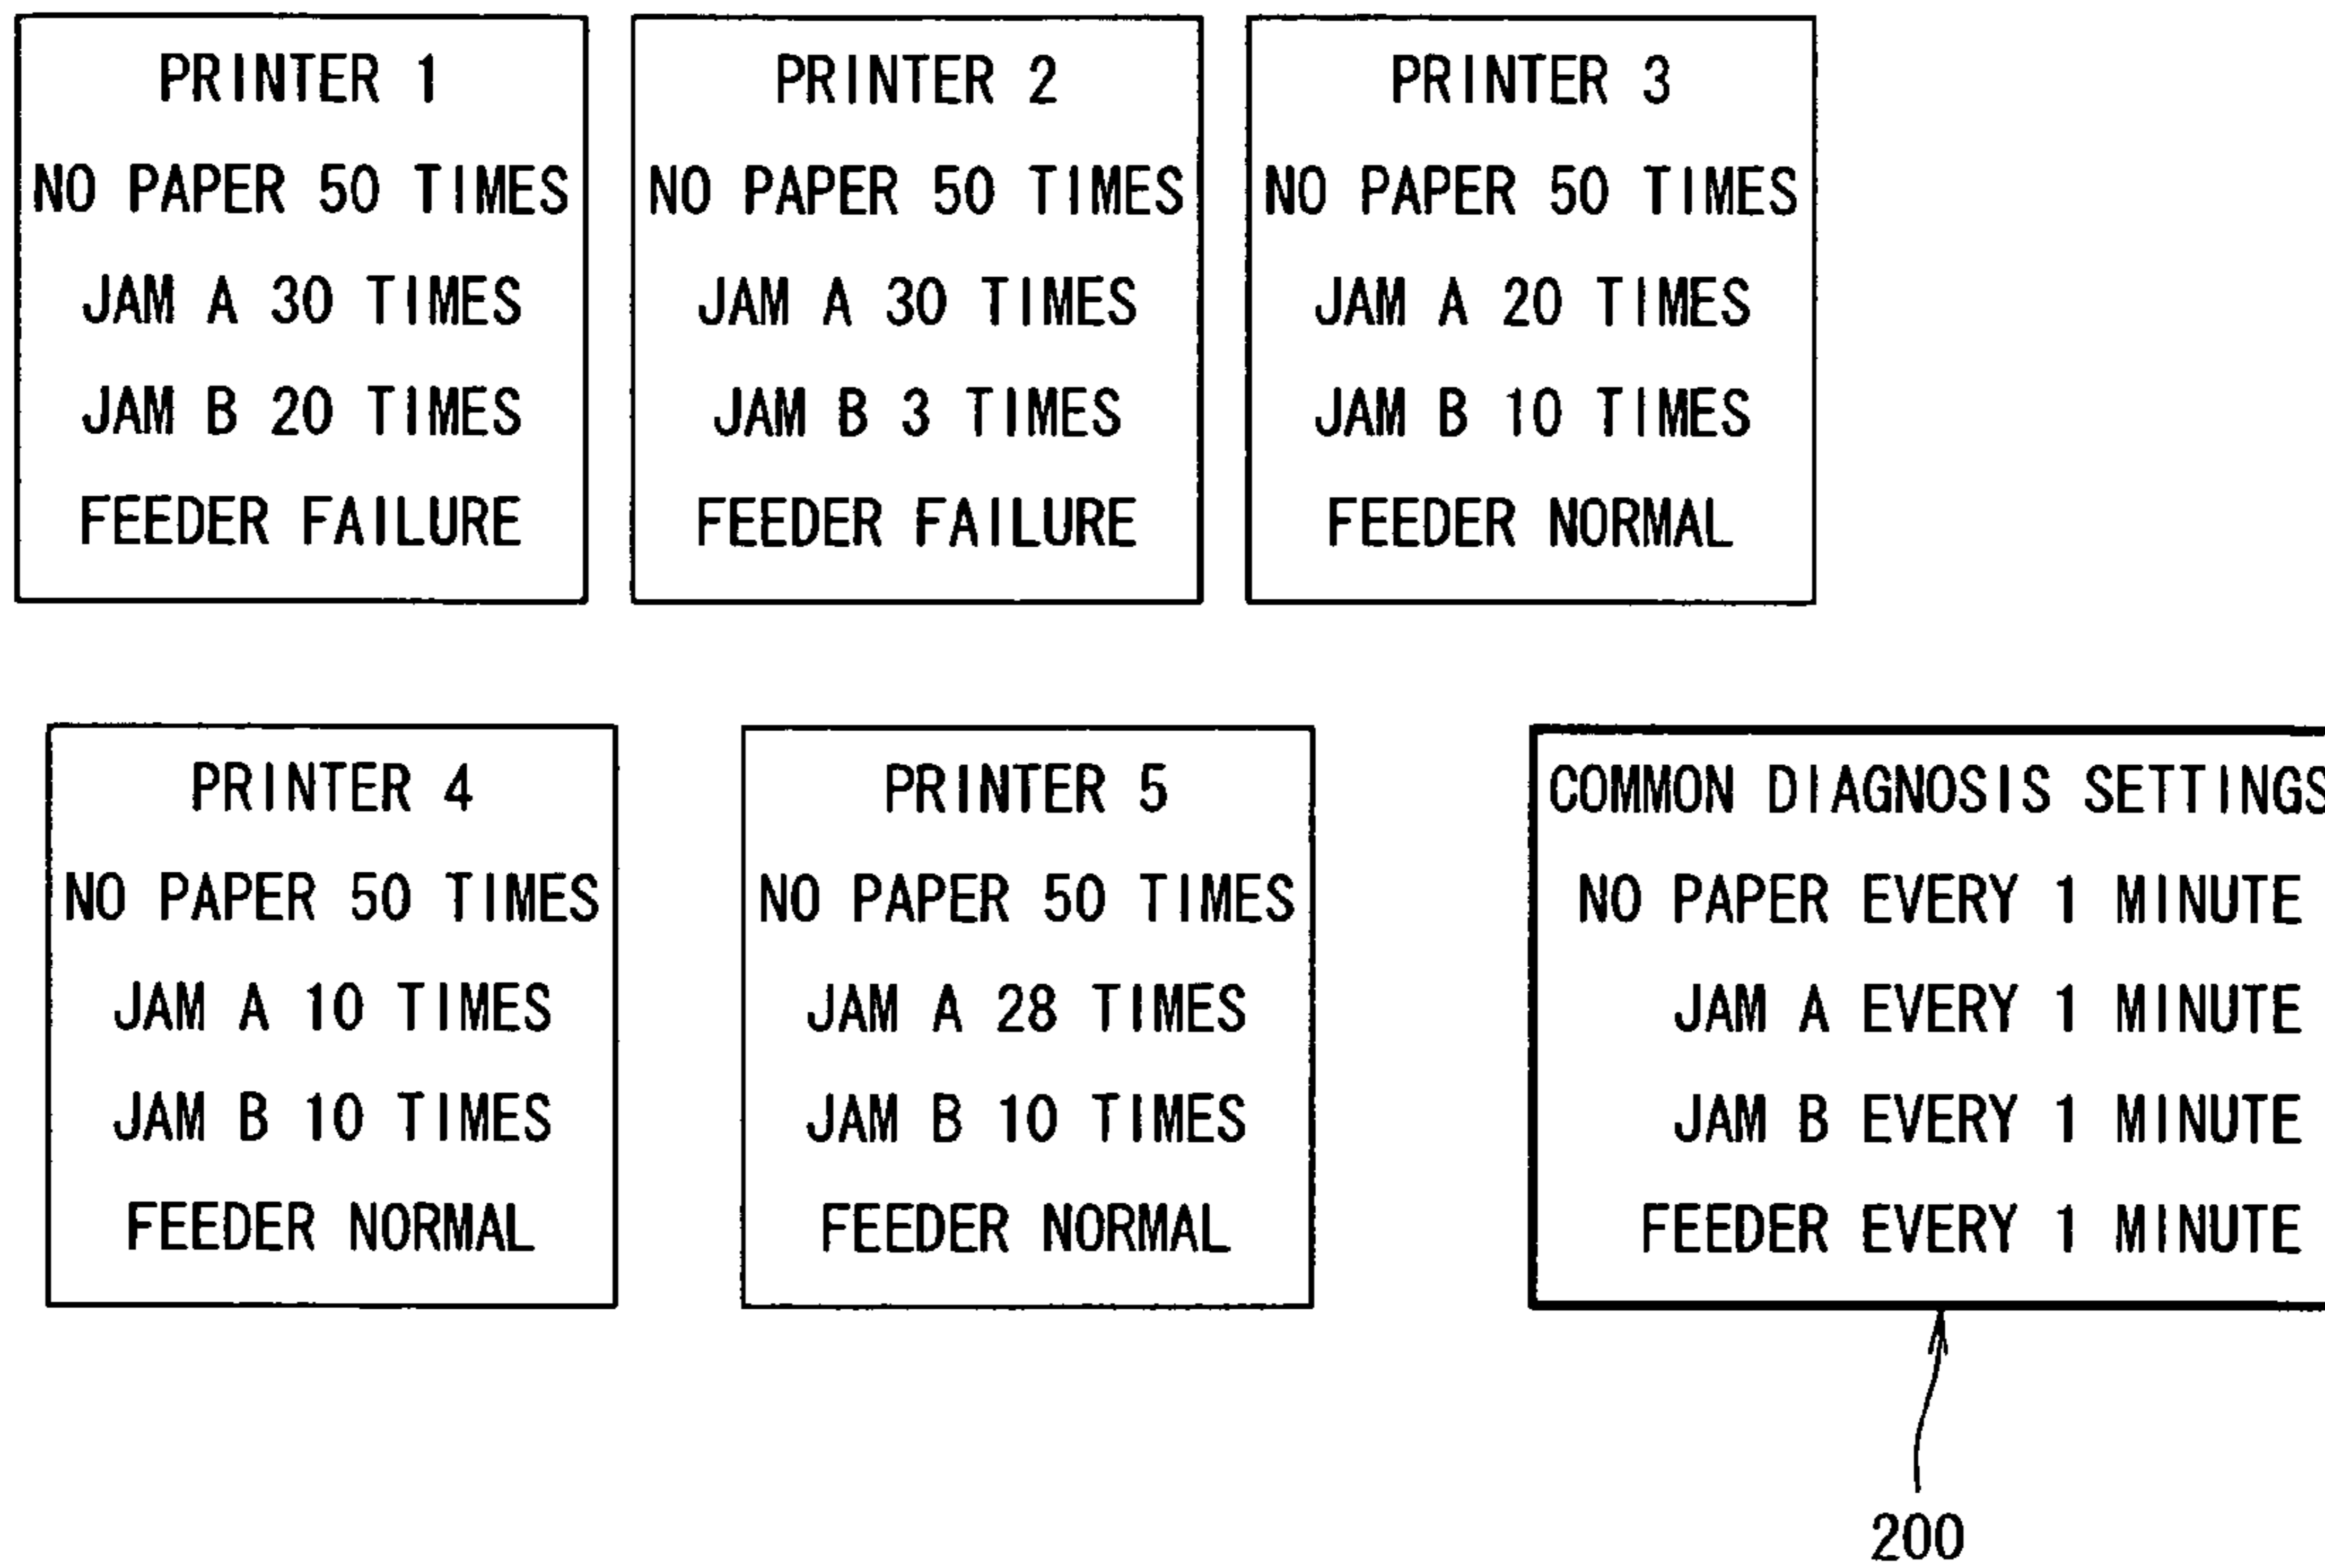 PRINTER 1
NO PAPER 50 TIMES
JAM A 30 TIMES
JAM B 20 TIMES
FEEDER FAILURE
PRINTER 2
NO PAPER 50 TIMES
JAM A 30 TIMES
JAM B 3 TIMES
FEEDER FAILURE
PRINTER 3
NO PAPER 50 TIMES
JAM A 20 TIMES
JAM B 10 TIMES
FEEDER NORMAL
PRINTER 4
NO PAPER 50 TIMES
JAM A 10 TIMES
JAM B 10 TIMES
FEEDER NORMAL
PRINTER 5
NO PAPER 50 TIMES
JAM A 28 TIMES
JAM B 10 TIMES
FEEDER NORMAL
COMMON DIAGNOSIS SETTINGS
NO PAPER EVERY 1 MINUTE
JAM A EVERY 1 MINUTE
JAM B EVERY 1 MINUTE
FEEDER EVERY 1 MINUTE
200